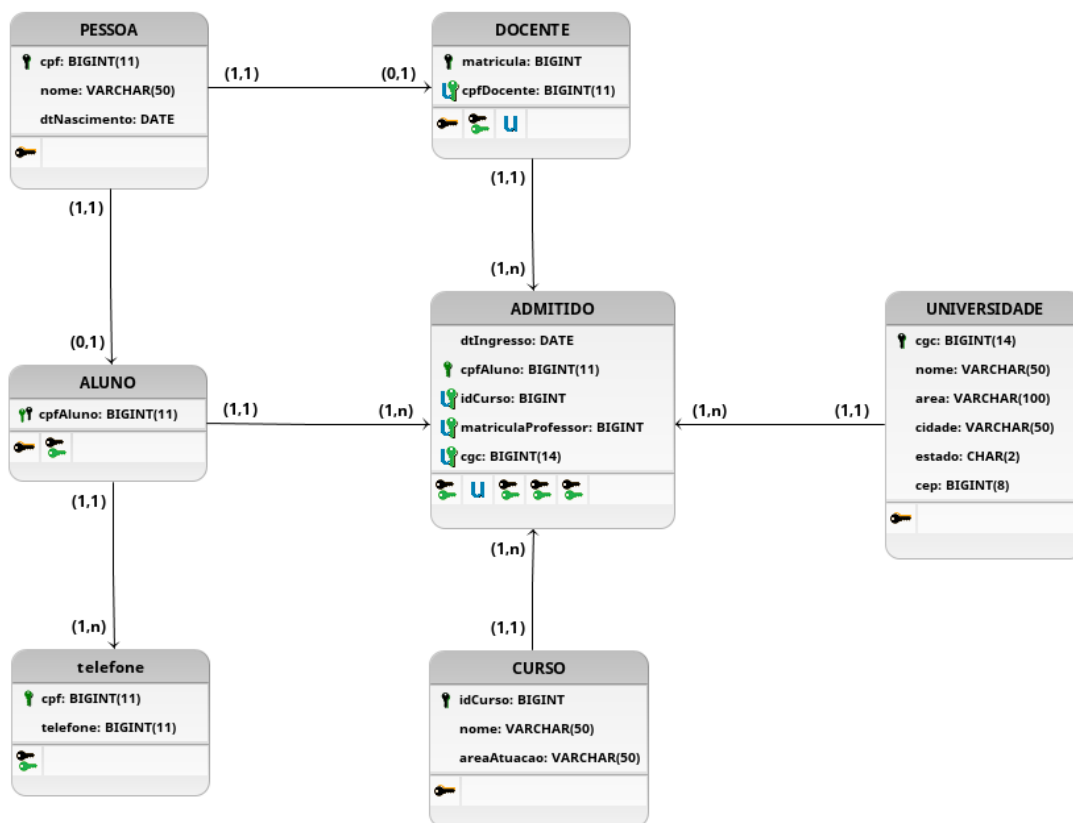 PESSOA
cpf: BIGINT(11)
nome: VARCHAR(50)
dtNascimento: DATE
(1,1)
(0,1)
DOCENTE
matricula: BIGINT
cpfDocente: BIGINT(11)
u
(1,1)
(0,1)
(1,1)
(1,n)
ALUNO
cpfAluno: BIGINT(11)
(1,1)
(1,n)
ADMITIDO
dtIngresso: DATE
cpfAluno: BIGINT(11)
idCurso: BIGINT
matriculaProfessor: BIGINT
cgc: BIGINT(14)
u
(1,n)
(1,1)
UNIVERSIDADE
cgc: BIGINT(14)
nome: VARCHAR(50)
area: VARCHAR(100)
cidade: VARCHAR(50)
estado: CHAR(2)
cep: BIGINT(8)
(1,1)
(1,n)
telefone
cpf: BIGINT(11)
telefone: BIGINT(11)
(1,n)
(1,1)
CURSO
idCurso: BIGINT
nome: VARCHAR(50)
areaAtuacao: VARCHAR(50)